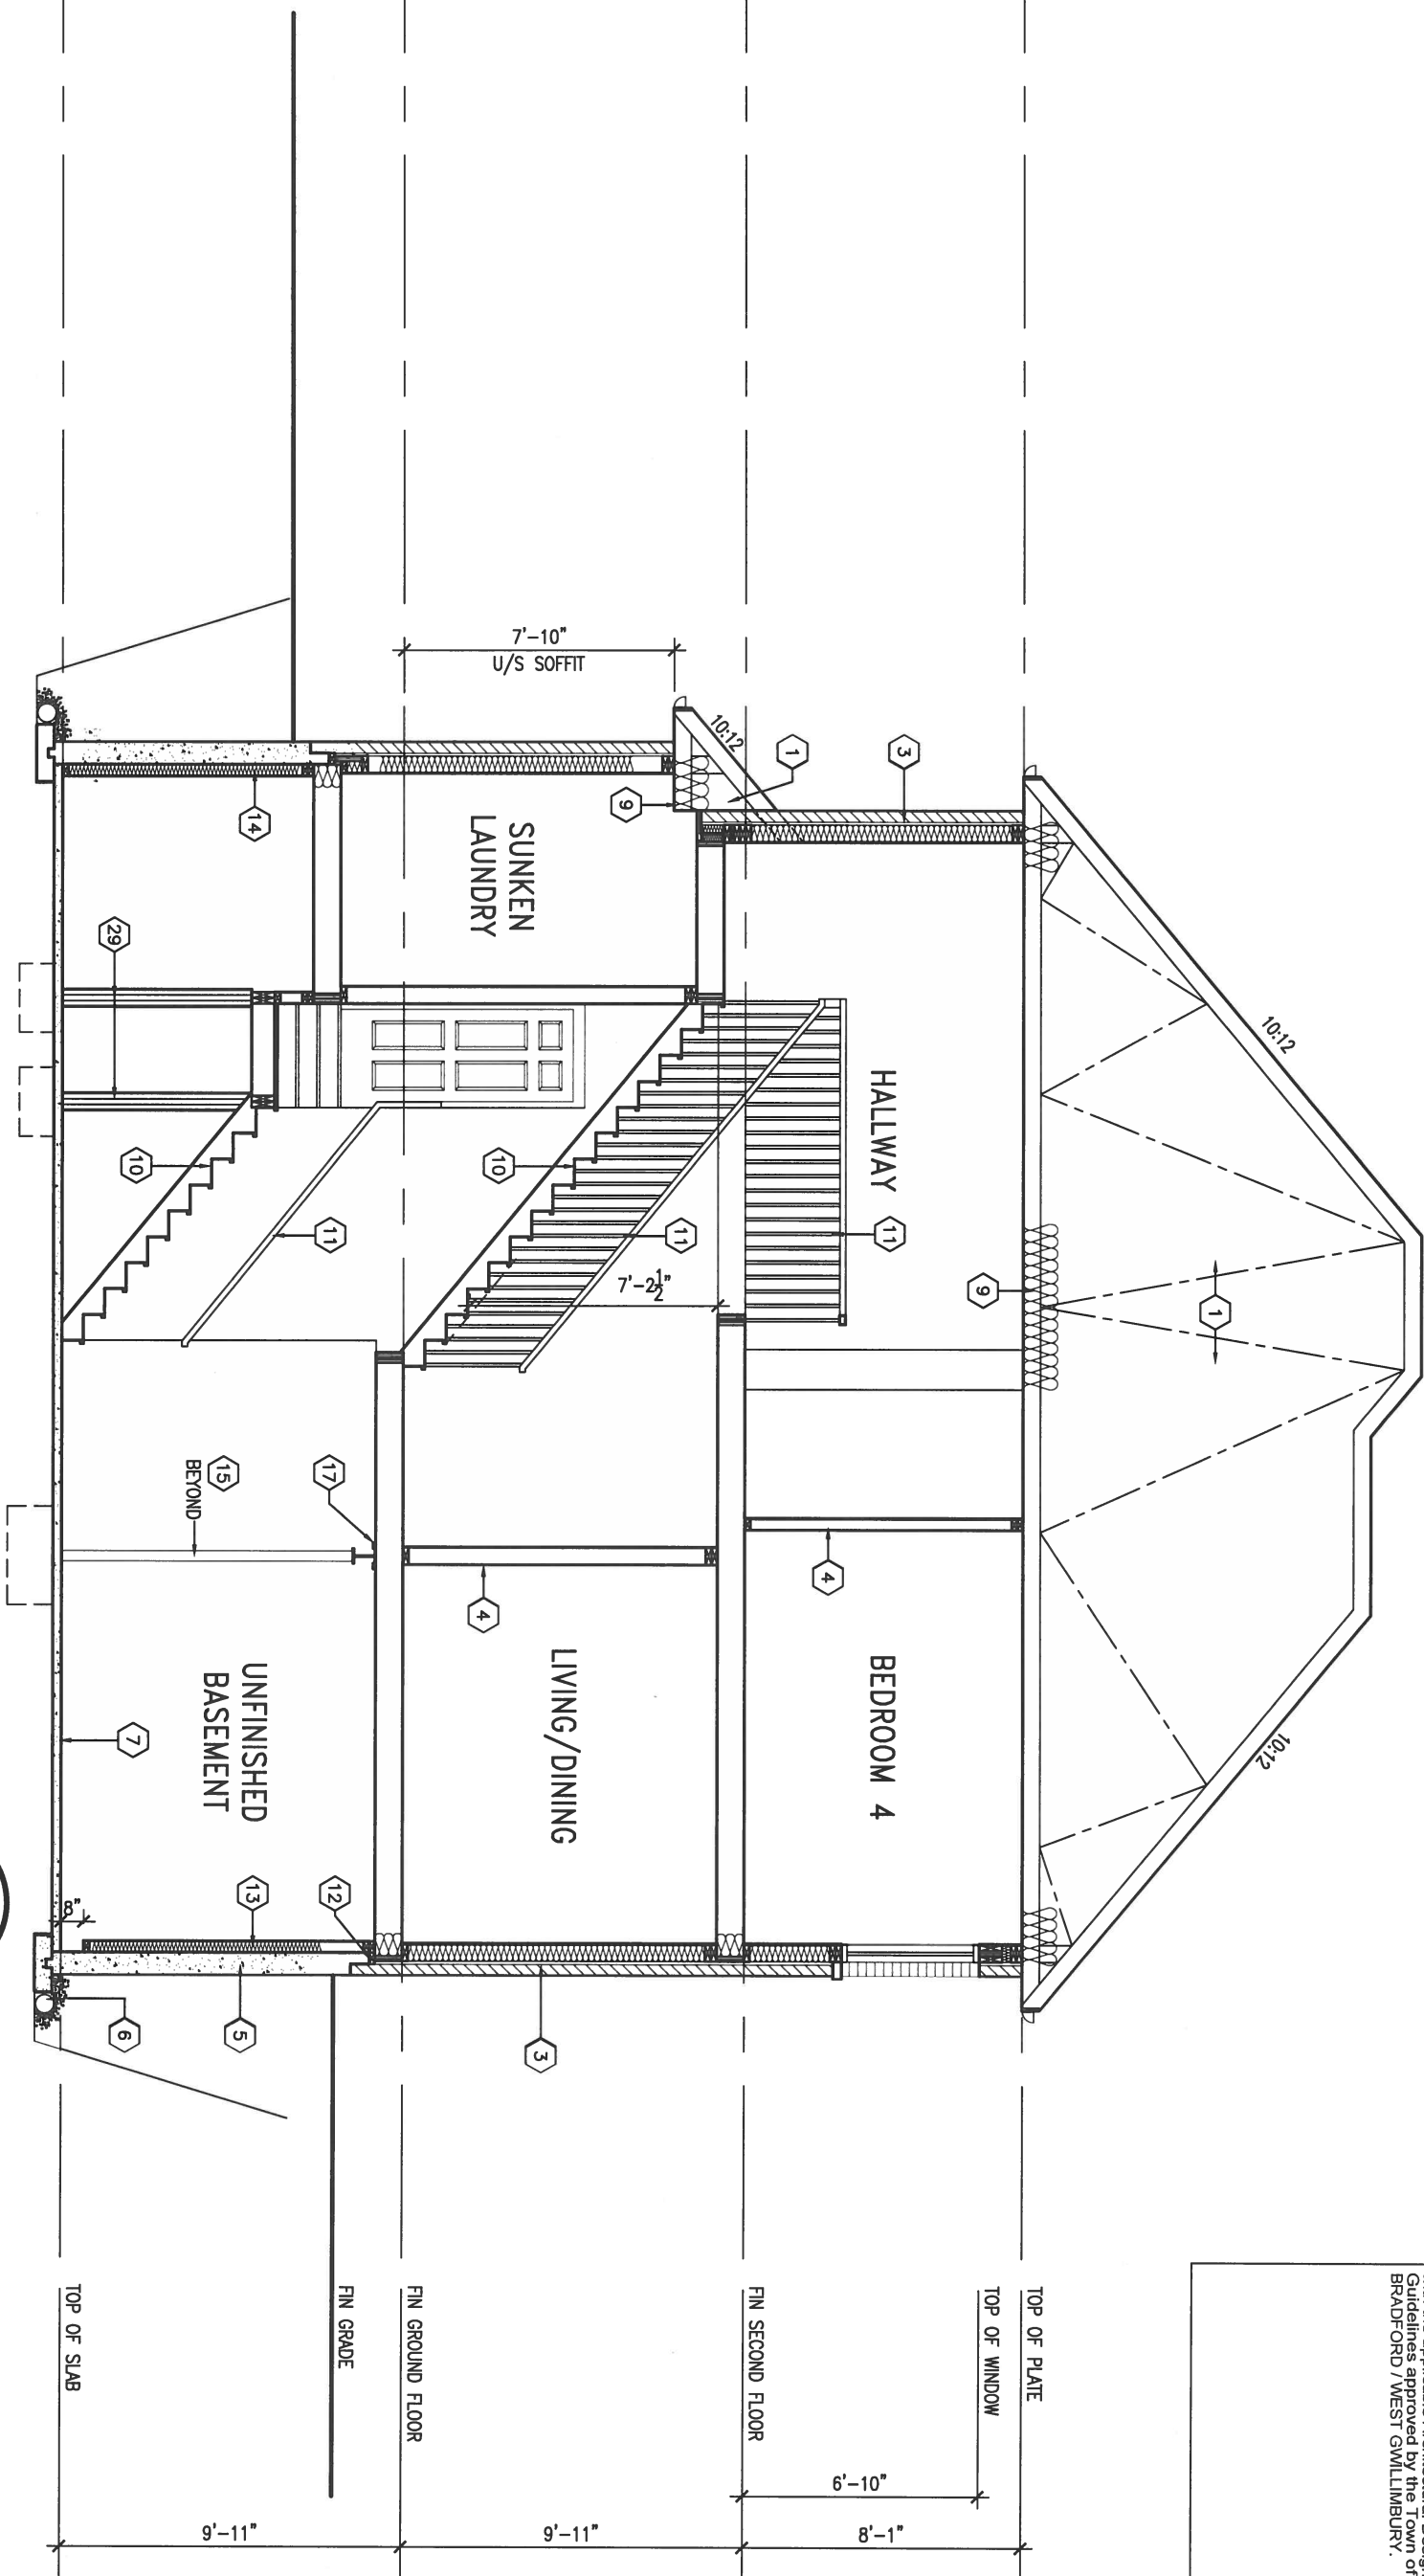 Guidelines approved by the Town of
BRADFORD / WEST GWILLIMBURY.
10:12
10:12
1
TOP OF PLATE
9
TOP OF WINDOW
3
HALLWAY
11
BEDROOM 4
4
6'-10"
8'-1"
1
10:12
FIN SECOND FLOOR
7'-10"
U/S SOFFIT
9
SUNKEN
LAUNDRY
11
7'-2½"
10
LIVING/DINING
4
3
9'-11"
FIN GROUND FLOOR
11
17
12
FIN GRADE
14
15
BEYOND
UNFINISHED
BASEMENT
13
5
9'-11"
29
10
7
6
8"
TOP OF SLAB